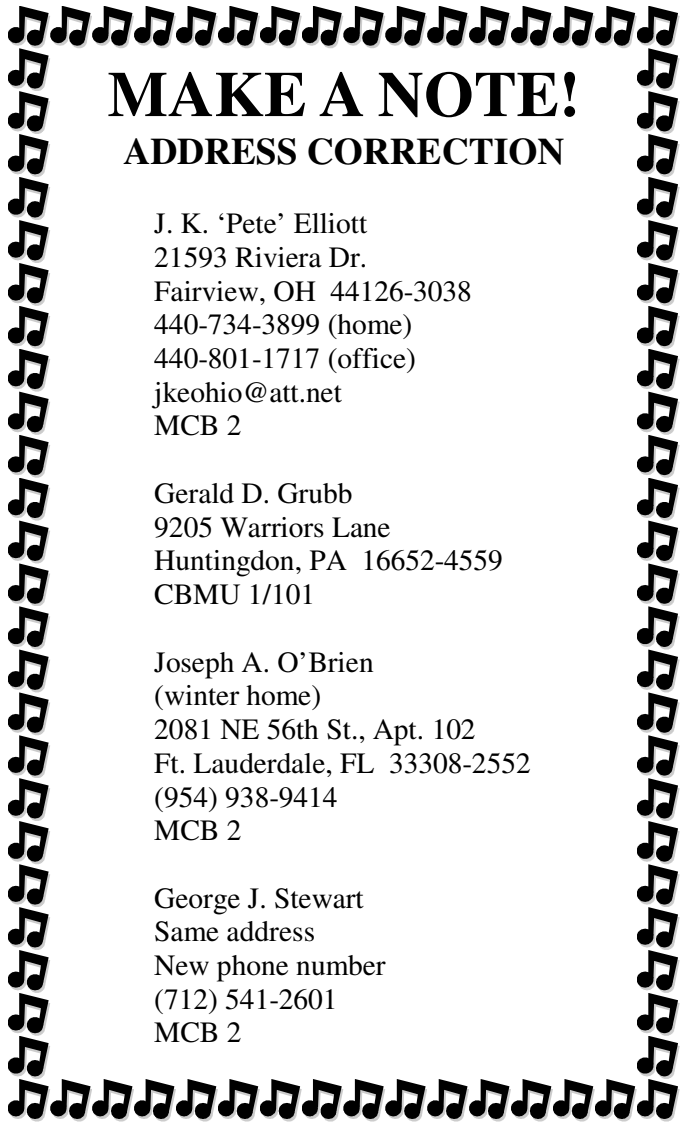 MAKE A NOTE!
ADDRESS CORRECTION
J. K. ‘Pete’ Elliott
21593 Riviera Dr.
Fairview, OH  44126-3038
440-734-3899 (home)
440-801-1717 (office)
jkeohio@att.net
MCB 2
Gerald D. Grubb
9205 Warriors Lane
Huntingdon, PA  16652-4559
CBMU 1/101
Joseph A. O’Brien
(winter home)
2081 NE 56th St., Apt. 102
Ft. Lauderdale, FL  33308-2552
(954) 938-9414
MCB 2
George J. Stewart
Same address
New phone number
(712) 541-2601
MCB 2